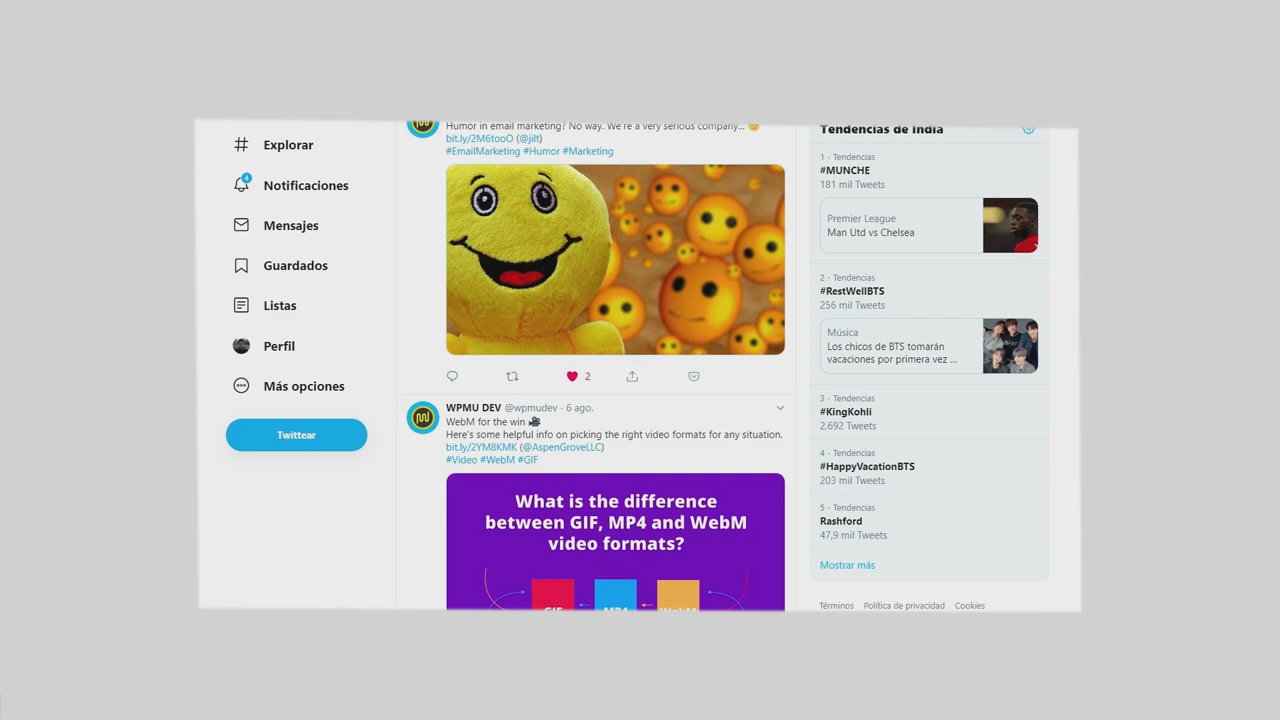 Explorar
4
Notificaciones
Mensajes
Guardados
Listas
Perfil
Más opciones
Twittear
Humor in email marketing? No way. We're a very serious company...
bit.ly/2M6tooO (@jilt)
#EmailMarketing #Humor #Marketing
2
WPMU DEV @wpmudev · 6 ago.
WebM for the win
Here's some helpful info on picking the right video formats for any situation.
bit.ly/2YM8KMK (@AspenGroveLLC)
#Video #WebM #GIF
What is the difference
between GIF, MP4 and WebM
video formats?
GIF
MP4
WebM
Tendencias de India
1 · Tendencias
#MUNCHE
181 mil Tweets
Premier League
Man Utd vs Chelsea
2 · Tendencias
#RestWellBTS
256 mil Tweets
Música
Los chicos de BTS tomarán
vacaciones por primera vez ...
3 · Tendencias
#KingKohli
2.692 Tweets
4 · Tendencias
#HappyVacationBTS
203 mil Tweets
5 · Tendencias
Rashford
47,9 mil Tweets
Mostrar más
Términos Política de privacidad Cookies